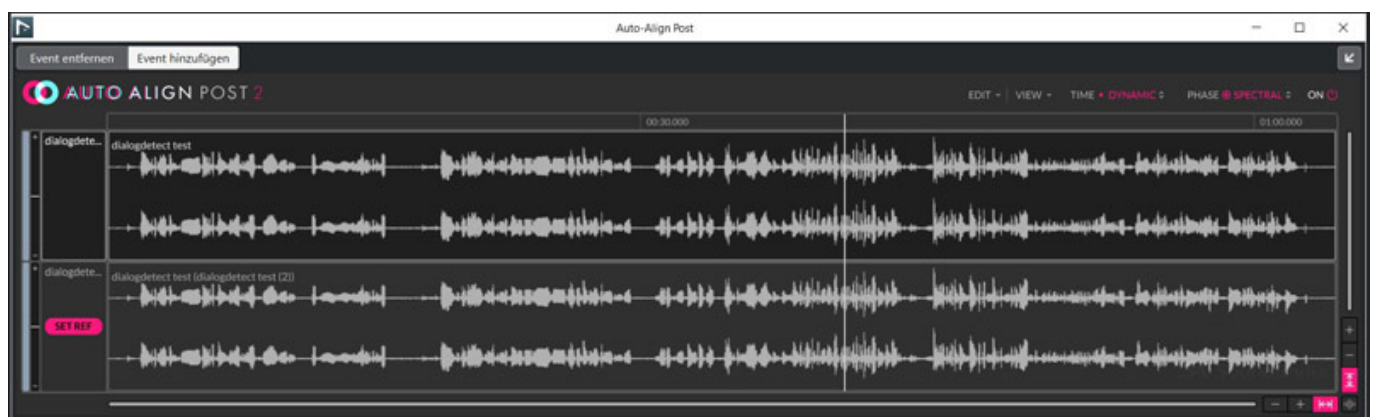 Auto-Align Post
Event entfernen Event hinzufügen
AUTO ALIGN POST 2
EDIT VIEW TIME DYNAMIC PHASE SPECTRAL ON
00:30.000 01:00.000
dialogdete... dialogdetect test
dialogdete... dialogdetect test (dialogdetect test (2))
SET REF